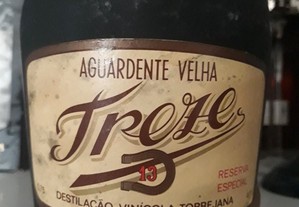 AGUARDENTE VELHA
Treze
13
RESERVA
ESPECIAL
DESTILAÇÃO VINÍCOLA TORREJANA